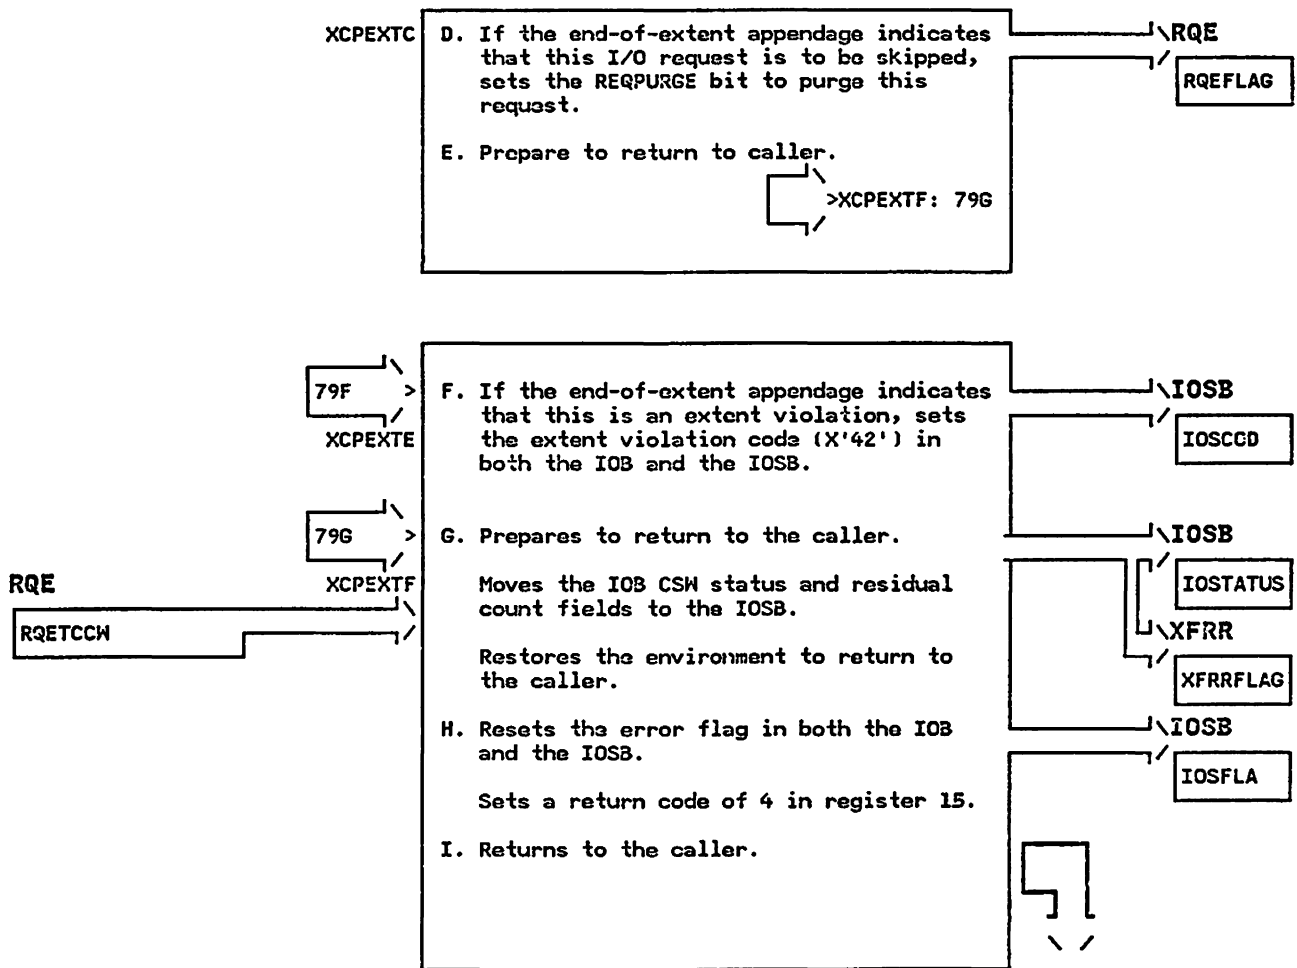 XCPEXTC
D. If the end-of-extent appendage indicates
that this I/O request is to be skipped,
sets the REQPURGE bit to purge this
request.
RQE
RQEFLAG
E. Prepare to return to caller.
>XCPEXTF: 79G
79F >
XCPEXTE
F. If the end-of-extent appendage indicates
that this is an extent violation, sets
the extent violation code (X'42') in
both the IOB and the IOSB.
IOSB
IOSCOD
79G >
XCPEXTF
G. Prepares to return to the caller.
IOSB
IOSTATUS
RQE
RQETCCW
Moves the IOB CSW status and residual
count fields to the IOSB.
XFRR
XFRRFLAG
Restores the environment to return to
the caller.
H. Resets the error flag in both the IOB
and the IOSB.
IOSB
IOSFLA
Sets a return code of 4 in register 15.
I. Returns to the caller.